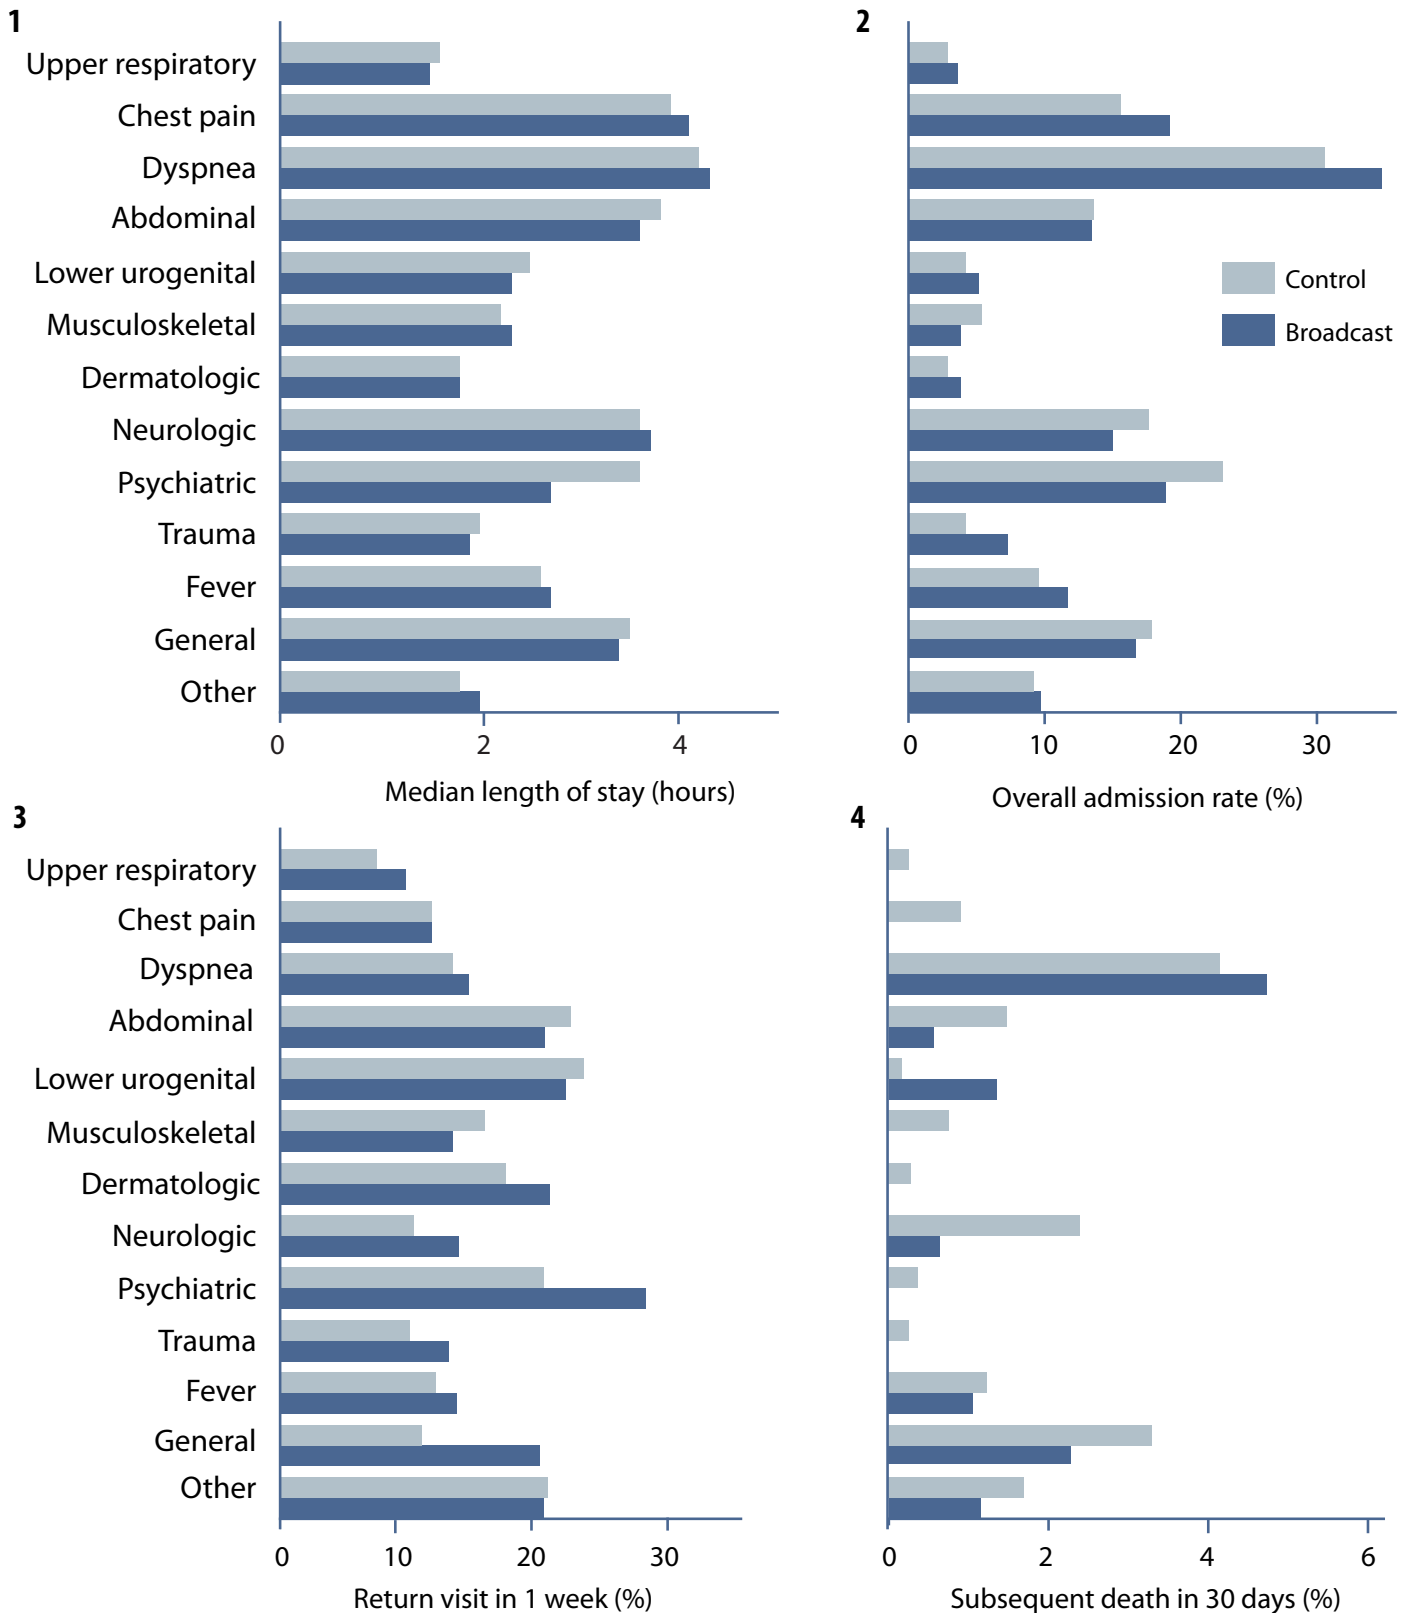 1
Upper respiratory
Chest pain
Dyspnea
Abdominal
Lower urogenital
Musculoskeletal
Dermatologic
Neurologic
Psychiatric
Trauma
Fever
General
Other
0 2 4
Median length of stay (hours)
2
Control
Broadcast
0 10 20 30
Overall admission rate (%)
3
Upper respiratory
Chest pain
Dyspnea
Abdominal
Lower urogenital
Musculoskeletal
Dermatologic
Neurologic
Psychiatric
Trauma
Fever
General
Other
0 10 20 30
Return visit in 1 week (%)
4
0 2 4 6
Subsequent death in 30 days (%)